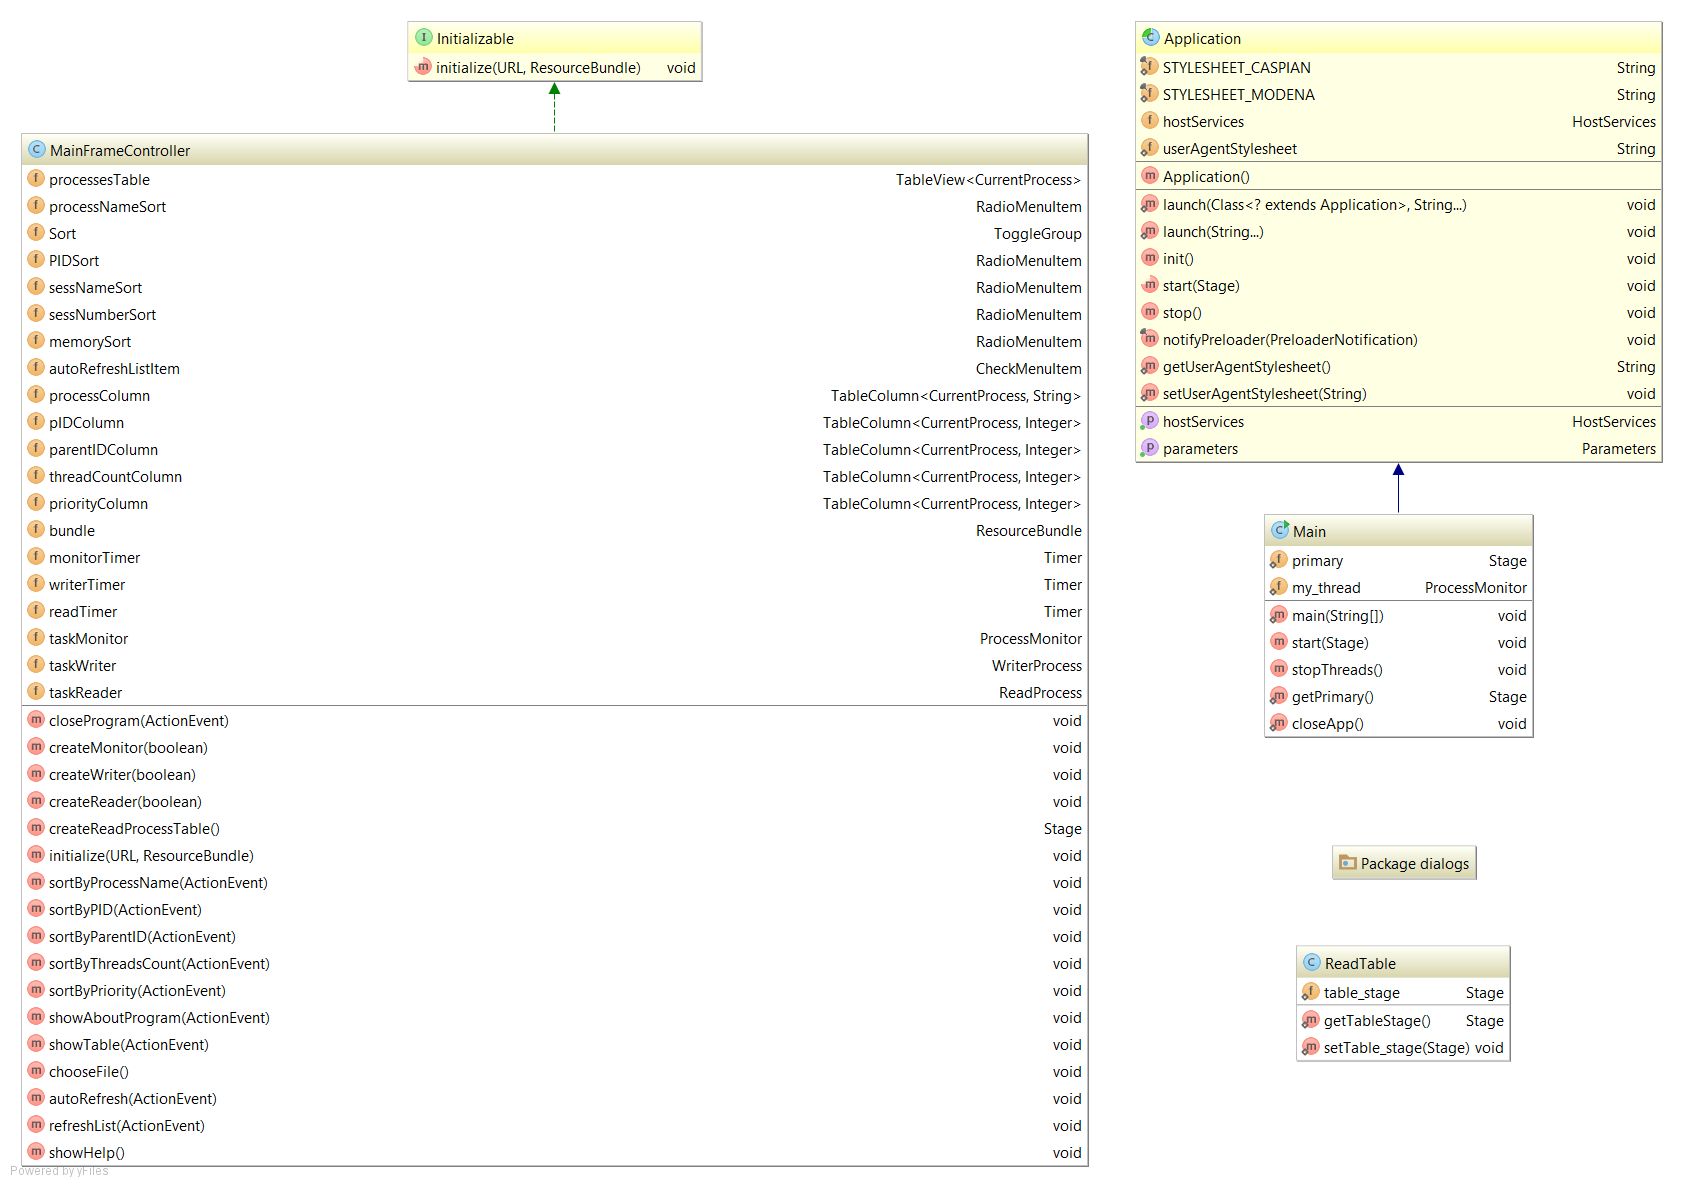 Initializable
initialize(URL, ResourceBundle) void
MainFrameController
processesTable TableView<CurrentProcess>
processNameSort RadioMenuItem
Sort ToggleGroup
PIDSort RadioMenuItem
sessNameSort RadioMenuItem
sessNumberSort RadioMenuItem
memorySort RadioMenuItem
autoRefreshListItem CheckMenuItem
processColumn TableColumn<CurrentProcess, String>
pIDColumn TableColumn<CurrentProcess, Integer>
parentIDColumn TableColumn<CurrentProcess, Integer>
threadCountColumn TableColumn<CurrentProcess, Integer>
priorityColumn TableColumn<CurrentProcess, Integer>
bundle ResourceBundle
monitorTimer Timer
writerTimer Timer
readTimer Timer
taskMonitor ProcessMonitor
taskWriter WriterProcess
taskReader ReadProcess
closeProgram(ActionEvent) void
createMonitor(boolean) void
createWriter(boolean) void
createReader(boolean) void
createReadProcessTable() Stage
initialize(URL, ResourceBundle) void
sortByProcessName(ActionEvent) void
sortByPID(ActionEvent) void
sortByParentID(ActionEvent) void
sortByThreadsCount(ActionEvent) void
sortByPriority(ActionEvent) void
showAboutProgram(ActionEvent) void
showTable(ActionEvent) void
chooseFile() void
autoRefresh(ActionEvent) void
refreshList(ActionEvent) void
showHelp() void
Application
STYLESHEET_CASPIAN String
STYLESHEET_MODENA String
hostServices HostServices
userAgentStylesheet String
Application()
launch(Class<? extends Application>, String...) void
launch(String...) void
init() void
start(Stage) void
stop() void
notifyPreloader(PreloaderNotification) void
getUserAgentStylesheet() String
setUserAgentStylesheet(String) void
hostServices HostServices
parameters Parameters
Main
primary Stage
my_thread ProcessMonitor
main(String[]) void
start(Stage) void
stopThreads() void
getPrimary() Stage
closeApp() void
Package dialogs
ReadTable
table_stage Stage
getTableStage() Stage
setTable_stage(Stage) void
Powered by yFiles